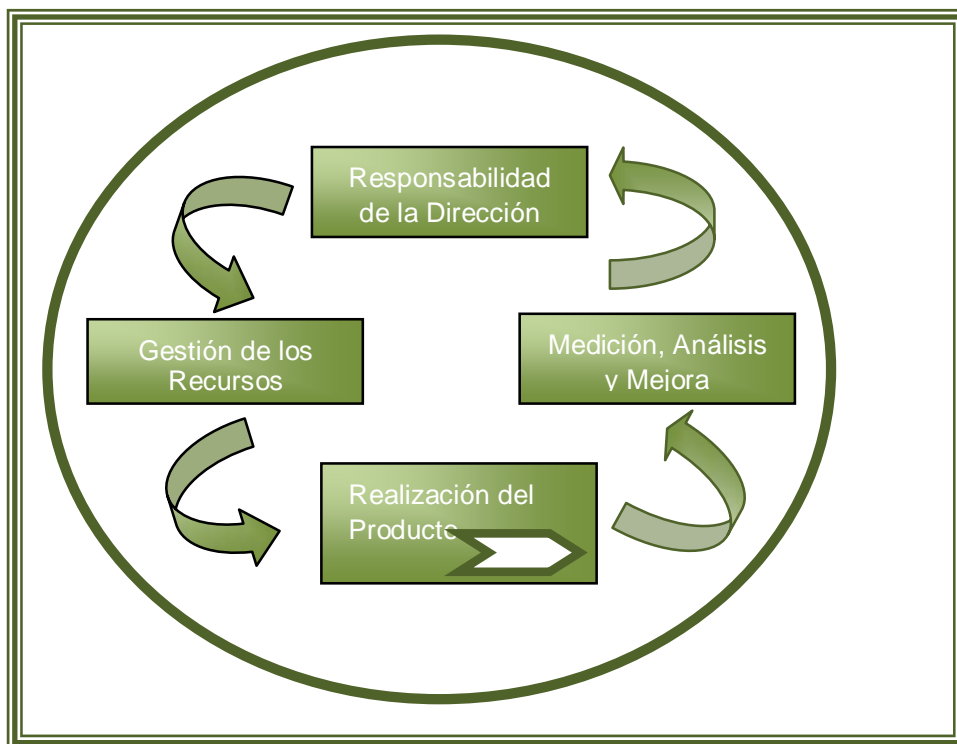 Responsabilidad
de la Dirección
Gestión de los
Recursos
Medición, Análisis
y Mejora
Realización del
Producto